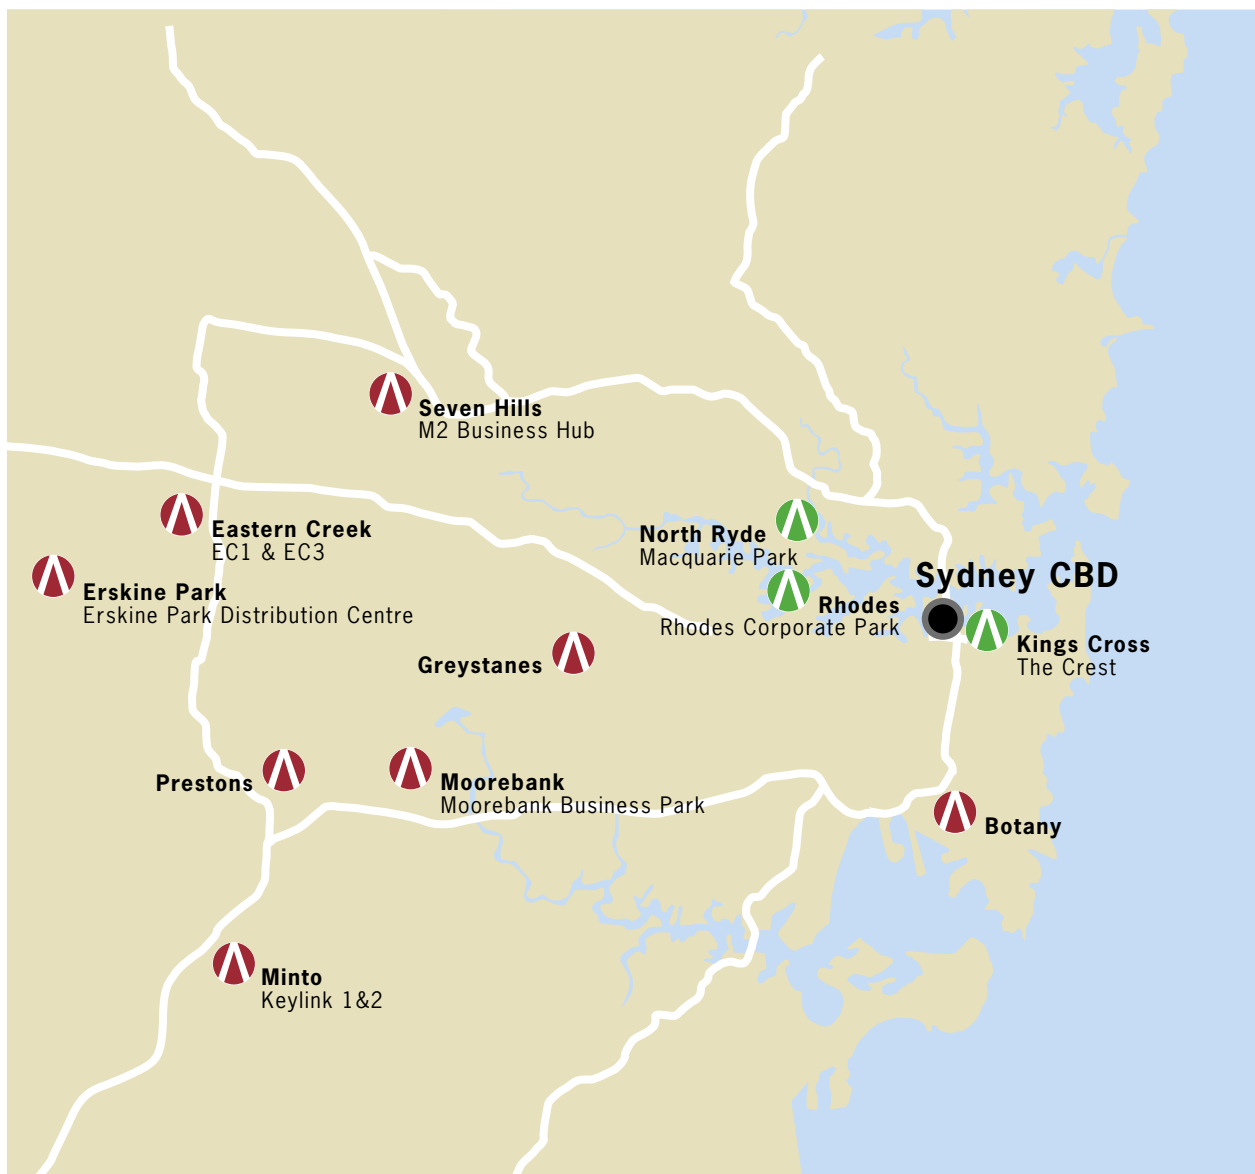 Seven Hills
M2 Business Hub
Eastern Creek
EC1 & EC3
North Ryde
Macquarie Park
Sydney CBD
Erskine Park
Erskine Park Distribution Centre
Rhodes
Rhodes Corporate Park
Kings Cross
The Crest
Greystanes
Prestons
Moorebank
Moorebank Business Park
Botany
Minto
Keylink 1&2